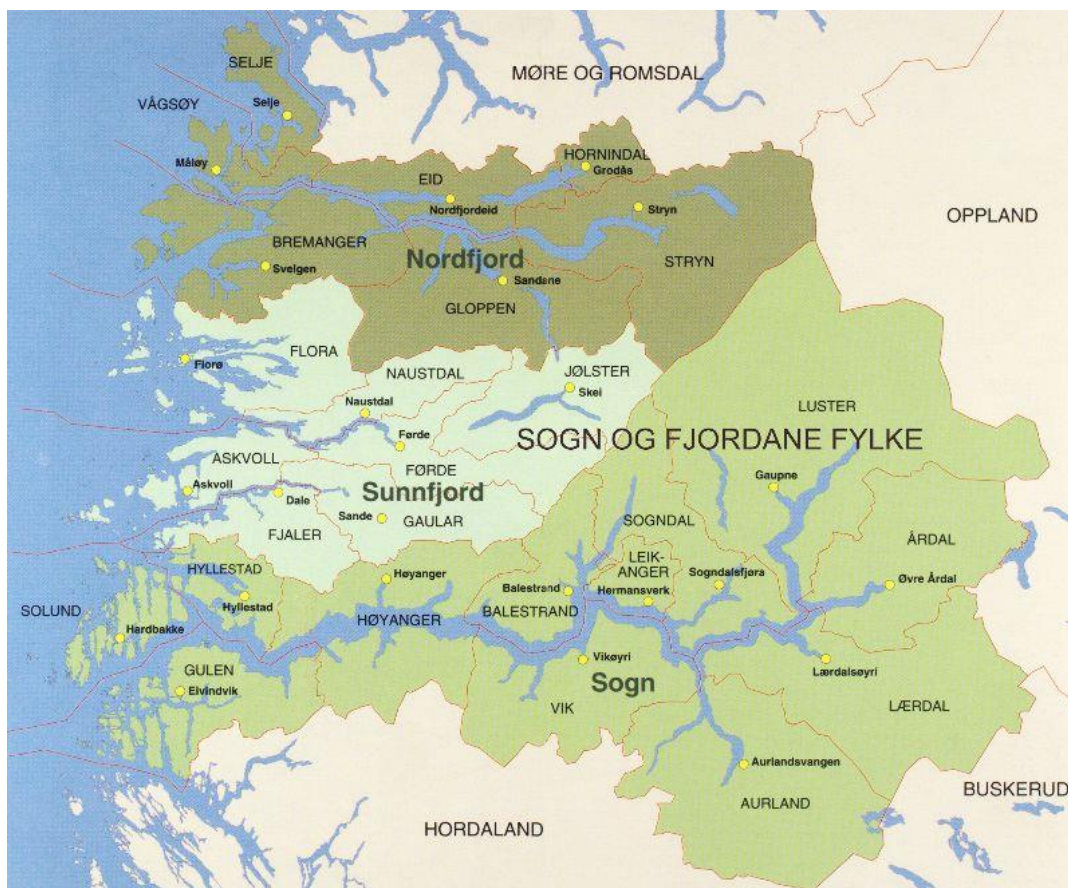 SELJE
MØRE OG ROMSDAL
VÅGSØY
Selje
HORNINDAL
Måløy
Grodås
EID
Nordfjordeid
Stryn
OPPLAND
BREMANGER
Nordfjord
STRYN
Svelgen
Sandane
GLOPPEN
FLORA
Florø
NAUSTDAL
JØLSTER
Skei
Naustdal
LUSTER
Førde
SOGN OG FJORDANE FYLKE
ASKVOLL
FØRDE
Gaupne
Askvoll
Dale
Sunnfjord
Sande
GAULAR
SOGNDAL
FJALER
ÅRDAL
LEIK-
ANGER
HYLLESTAD
Høyanger
Sogndalsfjøra
Øvre Årdal
Balestrand
Hermansverk
SOLUND
Hyllestad
BALESTRAND
HØYANGER
Hardbakke
Vikøyri
GULEN
Lærdalsøyri
Sogn
Eivindvik
VIK
LÆRDAL
Aurlandsvangen
BUSKERUD
AURLAND
HORDALAND